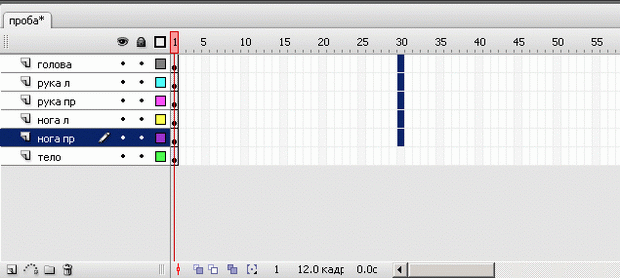 проба*
1 5 10 15 20 25 30 35 40 45 50 55
голова
рука л
рука пр
нога л
нога пр
тело
1 12.0 кадр 0.0с